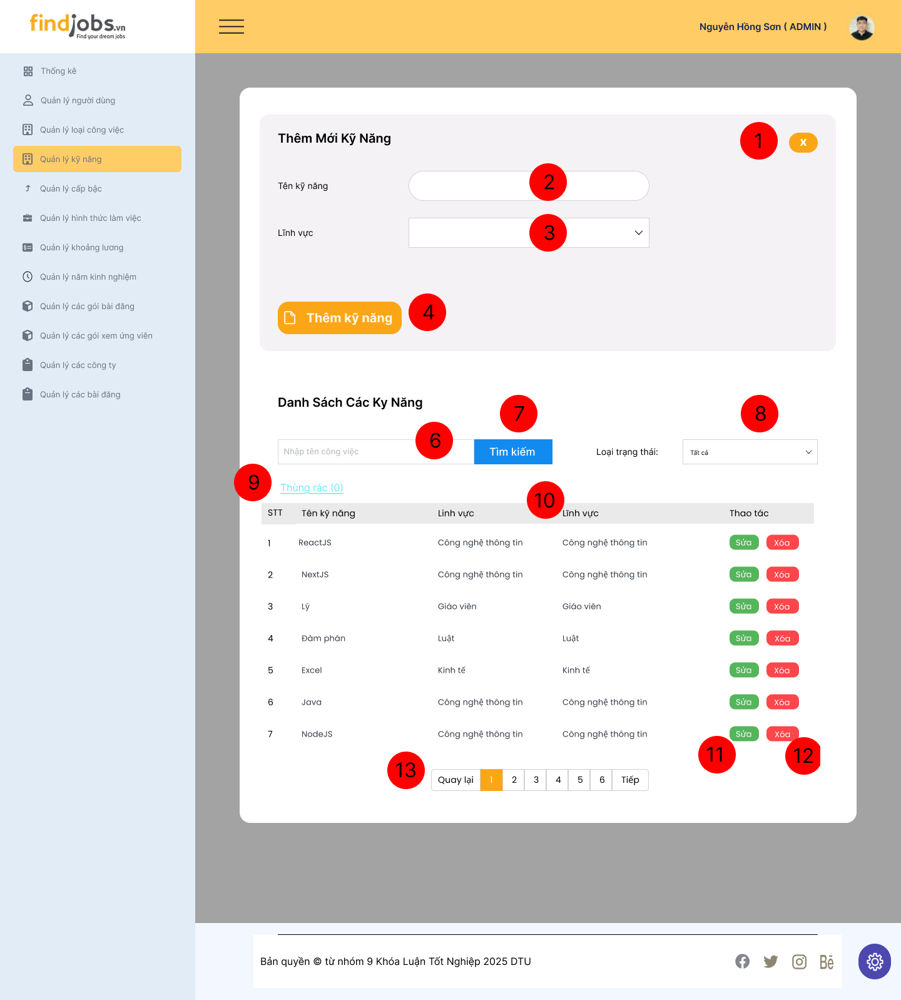 findjobs.vn
Find your dream jobs
Nguyễn Hồng Sơn ( ADMIN )
Thống kê
Quản lý người dùng
Quản lý loại công việc
Quản lý kỹ năng
Quản lý cấp bậc
Quản lý hình thức làm việc
Quản lý khoảng lương
Quản lý năm kinh nghiệm
Quản lý các gói bài đăng
Quản lý các gói xem ứng viên
Quản lý các công ty
Quản lý các bài đăng
Thêm Mới Kỹ Năng
1
X
Tên kỹ năng
2
Lĩnh vực
3
Thêm kỹ năng
4
Danh Sách Các Ky Năng
7
8
Nhập tên công việc
6
Tìm kiếm
Loại trạng thái:
Tất cả
9
Thùng rác (0)
10
STT Tên kỹ năng Linh vực Lĩnh vực Thao tác
1 ReactJS Công nghệ thông tin Công nghệ thông tin Sửa Xóa
2 NextJS Công nghệ thông tin Công nghệ thông tin Sửa Xóa
3 Lý Giáo viên Giáo viên Sửa Xóa
4 Đàm phán Luật Luật Sửa Xóa
5 Excel Kinh tế Kinh tế Sửa Xóa
6 Java Công nghệ thông tin Công nghệ thông tin Sửa Xóa
7 NodeJS Công nghệ thông tin Công nghệ thông tin Sửa Xóa
11
12
13
Quay lại 1 2 3 4 5 6 Tiếp
Bản quyền © từ nhóm 9 Khóa Luận Tốt Nghiệp 2025 DTU